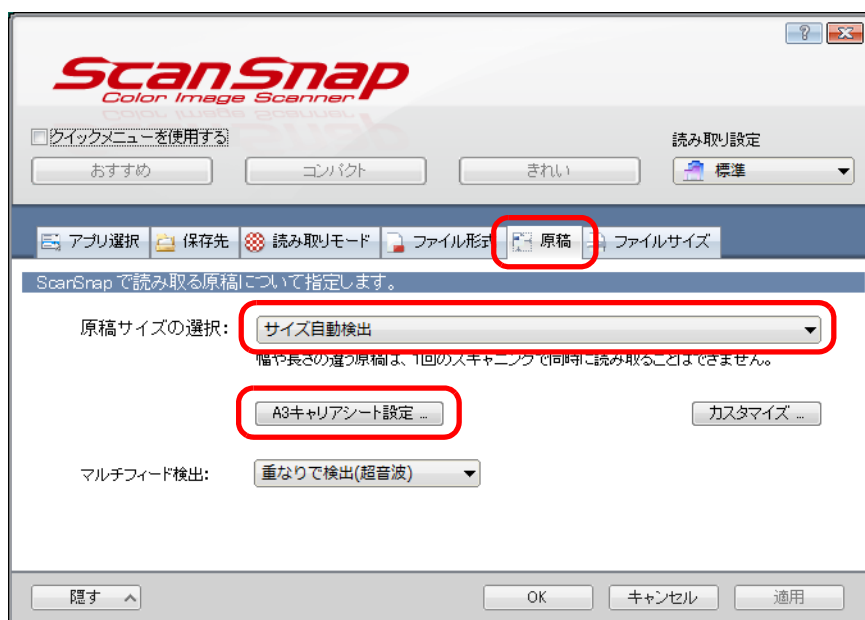 ScanSnap
Color Image Scanner
クイックメニューを使用する
読み取り設定
おすすめ
コンパクト
きれい
標準
アプリ選択
保存先
読み取りモード
ファイル形式
原稿
ファイルサイズ
ScanSnap で読み取る原稿について指定します。
原稿サイズの選択:
サイズ自動検出
幅や長さの違う原稿は、1回のスキャニングで同時に読み取ることはできません。
A3キャリアシート設定 ...
カスタマイズ ...
マルチフィード検出:
重なりで検出(超音波)
隠す
OK
キャンセル
適用